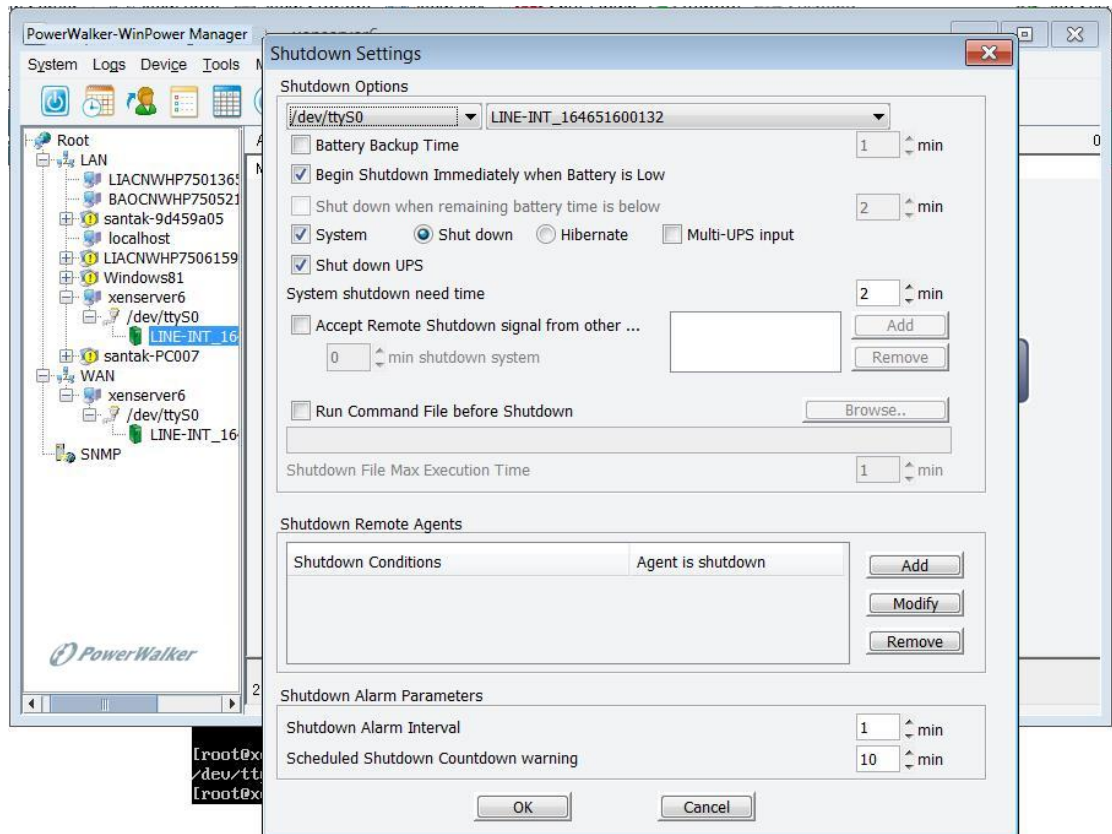 PowerWalker-WinPower Manager
System Logs Device Tools
Root
LAN
LIACNWHP7501365
BAOCNWHP750521
santak-9d459a05
localhost
LIACNWHP7506159
Windows81
xenserver6
/dev/ttyS0
LINE-INT_16
santak-PC007
WAN
xenserver6
/dev/ttyS0
LINE-INT_16
SNMP
PowerWalker
[root@x
/dev/tt
[root@x
Shutdown Settings
Shutdown Options
/dev/ttyS0 LINE-INT_164651600132
Battery Backup Time 1 min
Begin Shutdown Immediately when Battery is Low
Shut down when remaining battery time is below 2 min
System Shut down Hibernate Multi-UPS input
Shut down UPS
System shutdown need time 2 min
Accept Remote Shutdown signal from other ... Add
0 min shutdown system Remove
Run Command File before Shutdown Browse..
Shutdown File Max Execution Time 1 min
Shutdown Remote Agents
Shutdown Conditions Agent is shutdown Add
Modify
Remove
Shutdown Alarm Parameters
Shutdown Alarm Interval 1 min
Scheduled Shutdown Countdown warning 10 min
OK Cancel